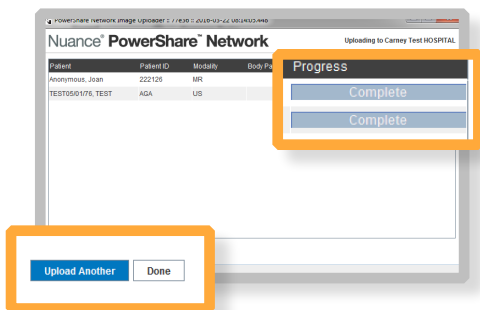 PowerShare Network Image Uploader :: 77e36 :: 2016-03-22 08:14:05.448
Nuance® PowerShare™ Network
Uploading to Carney Test HOSPITAL
Patient Patient ID Modality Body Pa
Progress
Anonymous, Joan 222126 MR
Complete
TEST05/01/76, TEST AGA US
Complete
Upload Another Done